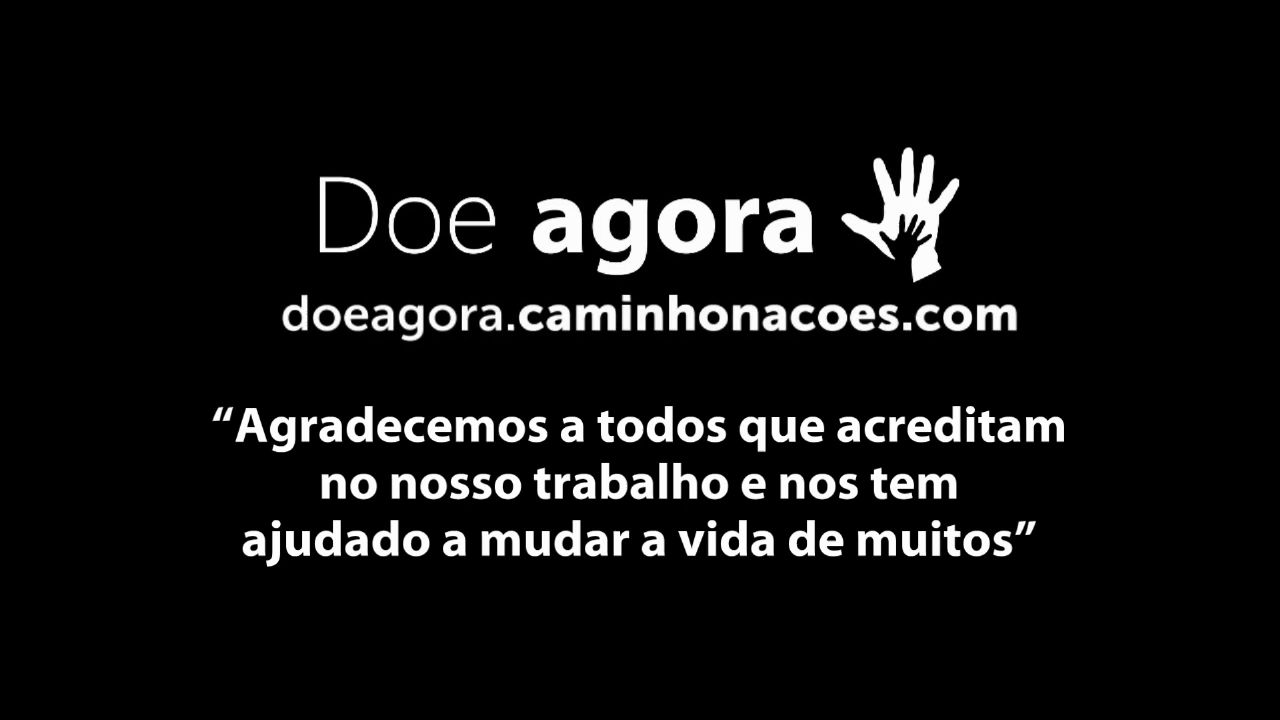 Doe agora
doeagora.caminhonacoes.com
“Agradecemos a todos que acreditam
no nosso trabalho e nos tem
ajudado a mudar a vida de muitos”